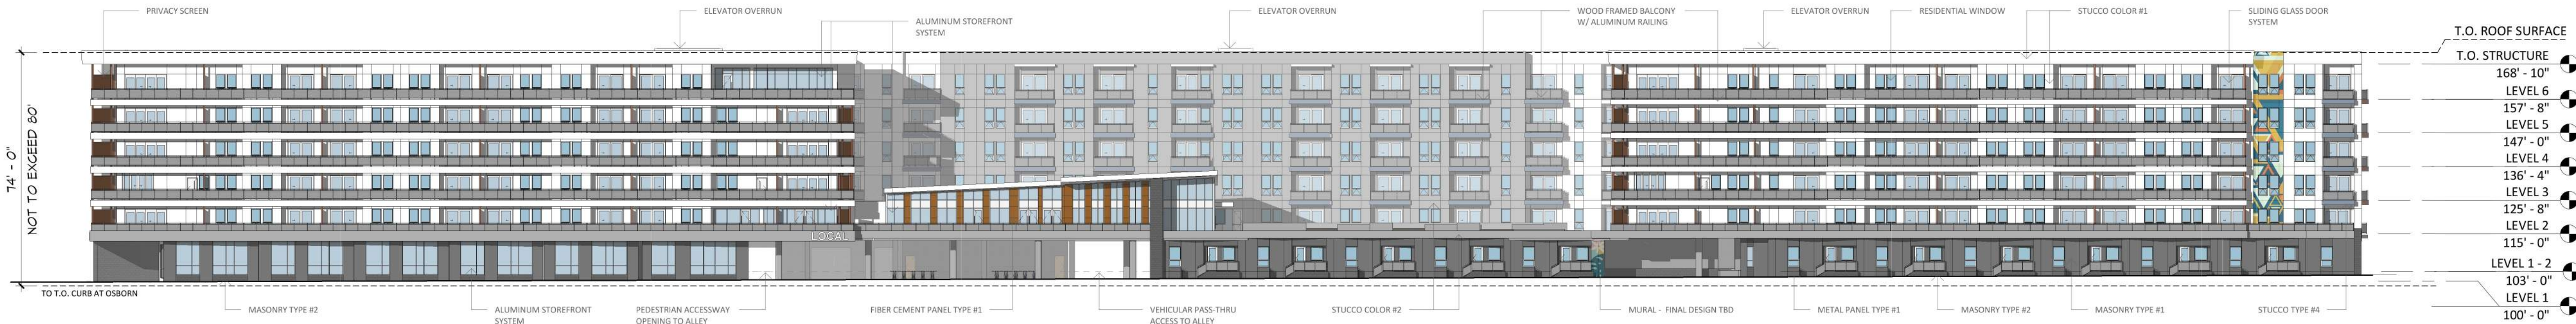 PRIVACY SCREEN
ELEVATOR OVERRUN
ALUMINUM STOREFRONT
SYSTEM
ELEVATOR OVERRUN
WOOD FRAMED BALCONY
W/ ALUMINUM RAILING
ELEVATOR OVERRUN
RESIDENTIAL WINDOW
STUCCO COLOR #1
SLIDING GLASS DOOR
SYSTEM
T.O. ROOF SURFACE
T.O. STRUCTURE
168' - 10"
LEVEL 6
157' - 8"
LEVEL 5
147' - 0"
LEVEL 4
136' - 4"
LEVEL 3
125' - 8"
LEVEL 2
115' - 0"
LEVEL 1 - 2
103' - 0"
LEVEL 1
100' - 0"
74' - 0"
NOT TO EXCEED 80'
LOCAL
TO T.O. CURB AT OSBORN
MASONRY TYPE #2
ALUMINUM STOREFRONT
SYSTEM
PEDESTRIAN ACCESSWAY
OPENING TO ALLEY
FIBER CEMENT PANEL TYPE #1
VEHICULAR PASS-THRU
ACCESS TO ALLEY
STUCCO COLOR #2
MURAL - FINAL DESIGN TBD
METAL PANEL TYPE #1
MASONRY TYPE #2
MASONRY TYPE #1
STUCCO TYPE #4